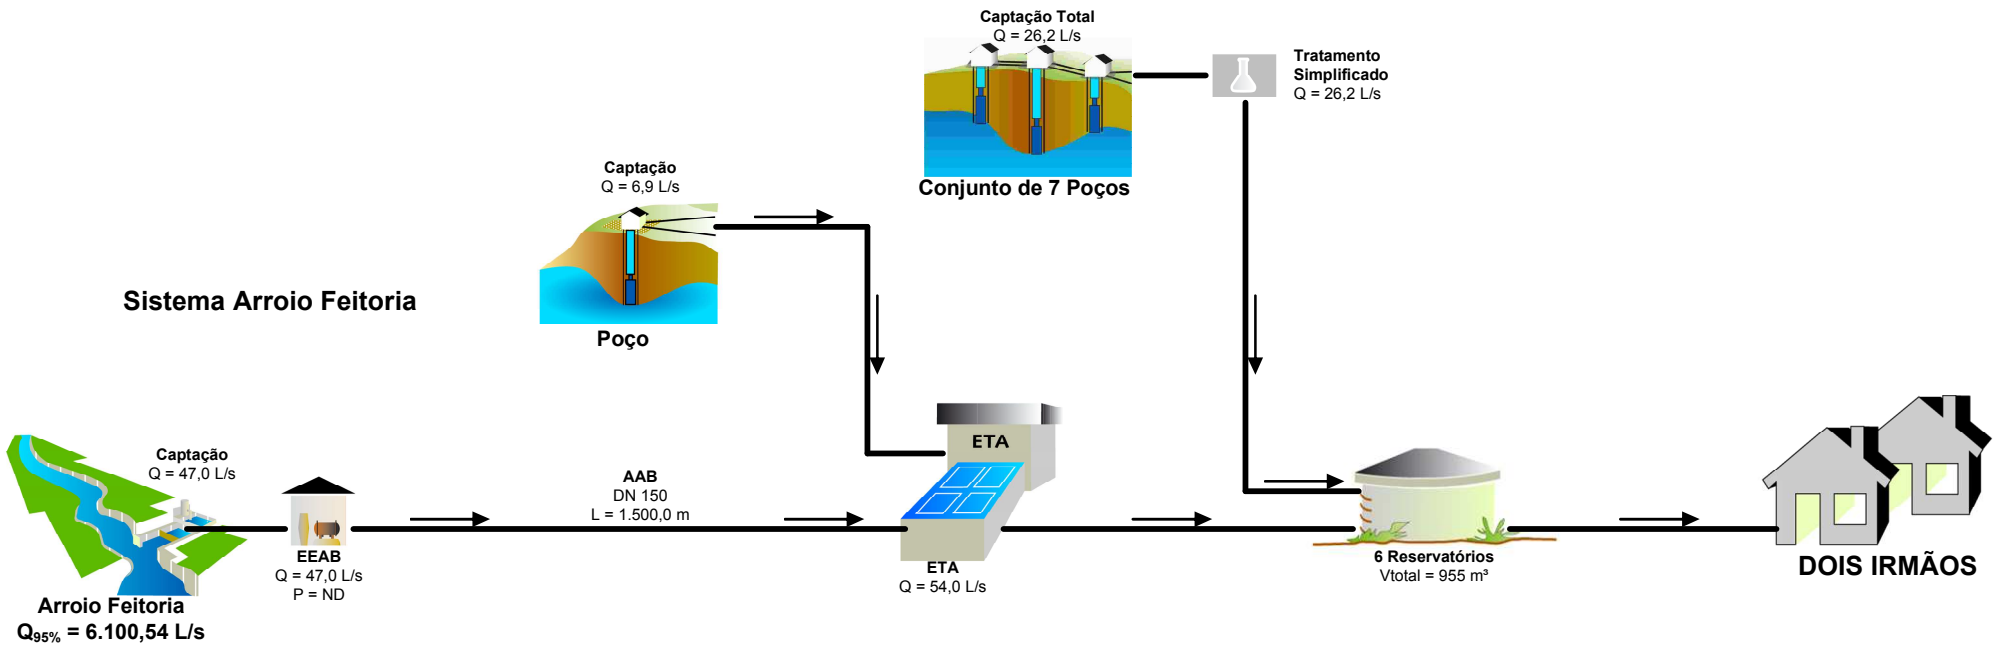 Captação Total
Q = 26,2 L/s
Tratamento
Simplificado
Q = 26,2 L/s
Conjunto de 7 Poços
Captação
Q = 6,9 L/s
Poço
Sistema Arroio Feitoria
Captação
Q = 47,0 L/s
EEAB
Q = 47,0 L/s
P = ND
Arroio Feitoria
Q95% = 6.100,54 L/s
AAB
DN 150
L = 1.500,0 m
ETA
ETA
Q = 54,0 L/s
6 Reservatórios
Vtotal = 955 m³
DOIS IRMÃOS